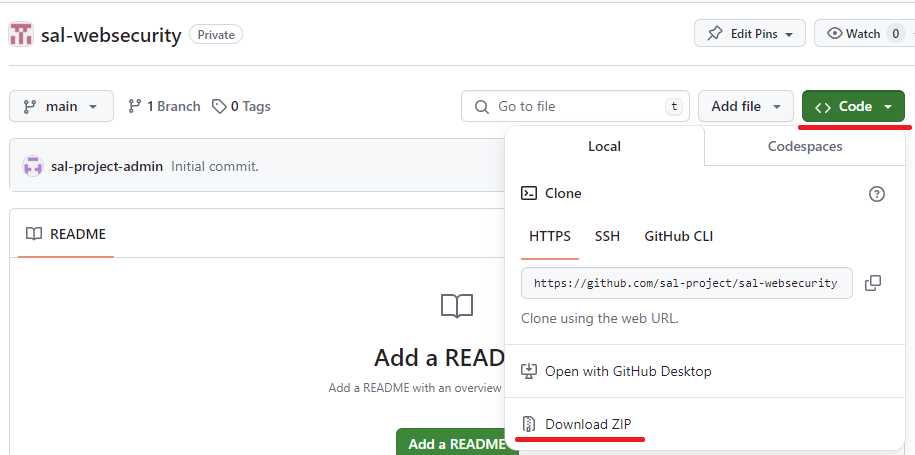 sal-websecurity Private Edit Pins Watch 0
main 1 Branch 0 Tags Go to file t Add file Code
Local Codespaces
sal-project-admin Initial commit.
Clone
README
HTTPS SSH GitHub CLI
https://github.com/sal-project/sal-websecurity
Clone using the web URL.
Add a READ
Open with GitHub Desktop
Add a README with an overview
Download ZIP
Add a README